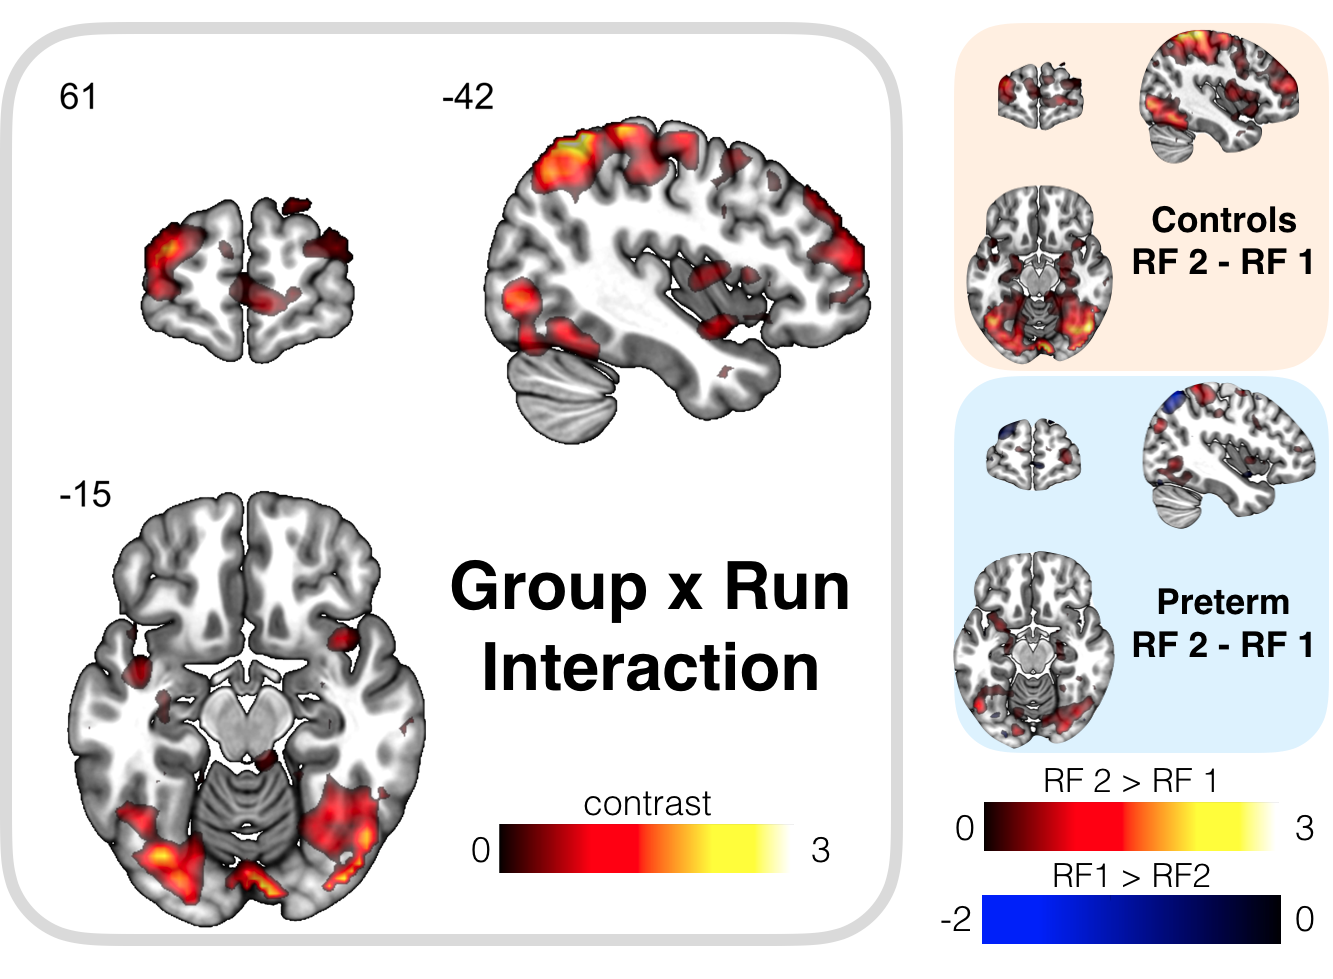 61
-42
-15
Group x Run
Interaction
contrast
0 3
Controls
RF 2 - RF 1
Preterm
RF 2 - RF 1
RF 2 > RF 1
0 3
RF1 > RF2
-2 0